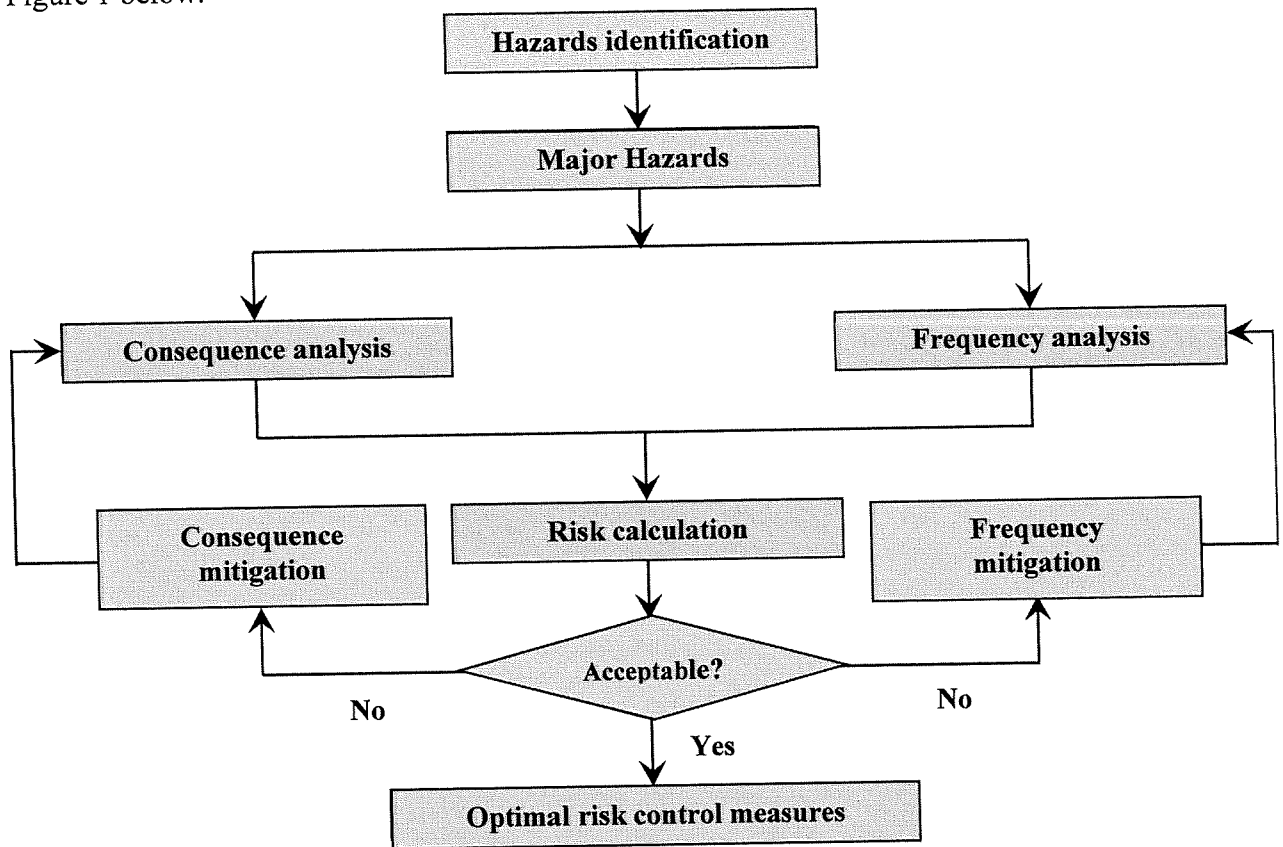 Figure 1 below.
Hazards identification
Major Hazards
Consequence analysis
Frequency analysis
Consequence
mitigation
Risk calculation
Frequency
mitigation
Acceptable?
No
No
Yes
Optimal risk control measures